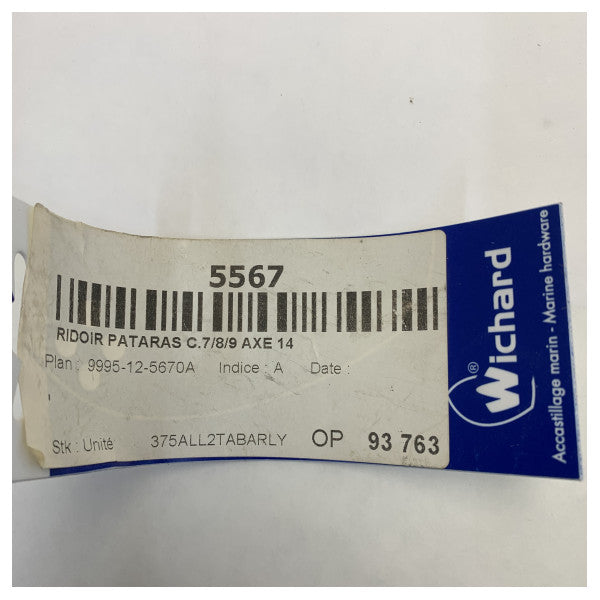 5567
RIDOIR PATARAS C.7/8/9 AXE 14
Plan : 9995-12-5670A Indice : A Date :
Stk : Unité 375ALL2TABARLY OP 93 763
Wichard®
Accastillage marin - Marine hardware